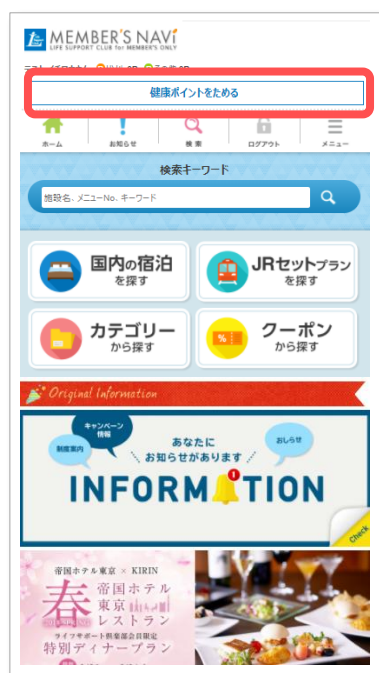 MEMBER'S NAVi
LIFE SUPPORT CLUB for MEMBER'S ONLY
健康ポイントをためる
ホーム
お知らせ
検索
ログアウト
メニュー
検索キーワード
施設名、メニューNo、キーワード
国内の宿泊
を探す
JRセットプラン
を探す
カテゴリー
から探す
%
クーポン
から探す
Original Information
キャンペーン
情報
制度案内
あなたに
お知らせがあります
おしらせ
1
INFORMATION
Check
帝国ホテル東京 × KIRIN
春
帝国ホテル
東京
レストラン
ライフサポート倶楽部会員限定
特別ディナープラン